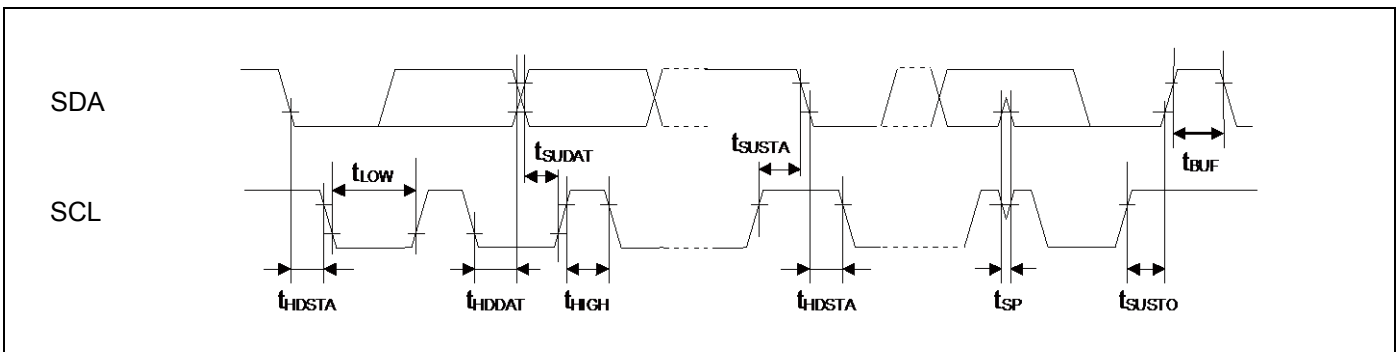 SDA
tSUDAT
tSUSTA
tLOW
tBUF
SCL
tHDSTA
tHDDAT
tHIGH
tHDSTA
tSP
tSUSTO